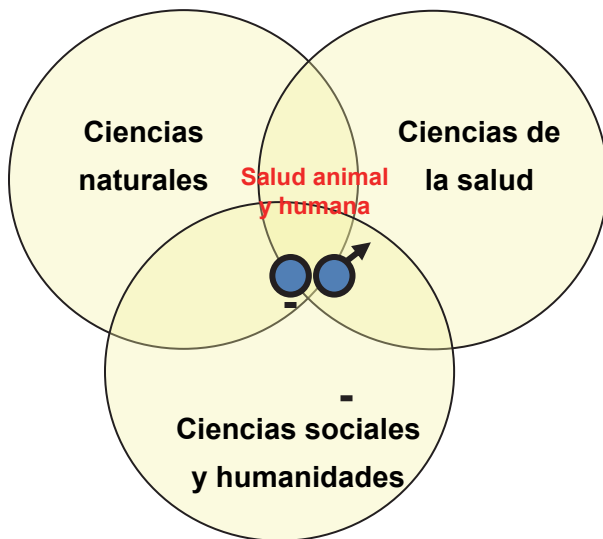 Ciencias
naturales
Ciencias de
la salud
Salud animal
y humana
-
-
Ciencias sociales
y humanidades